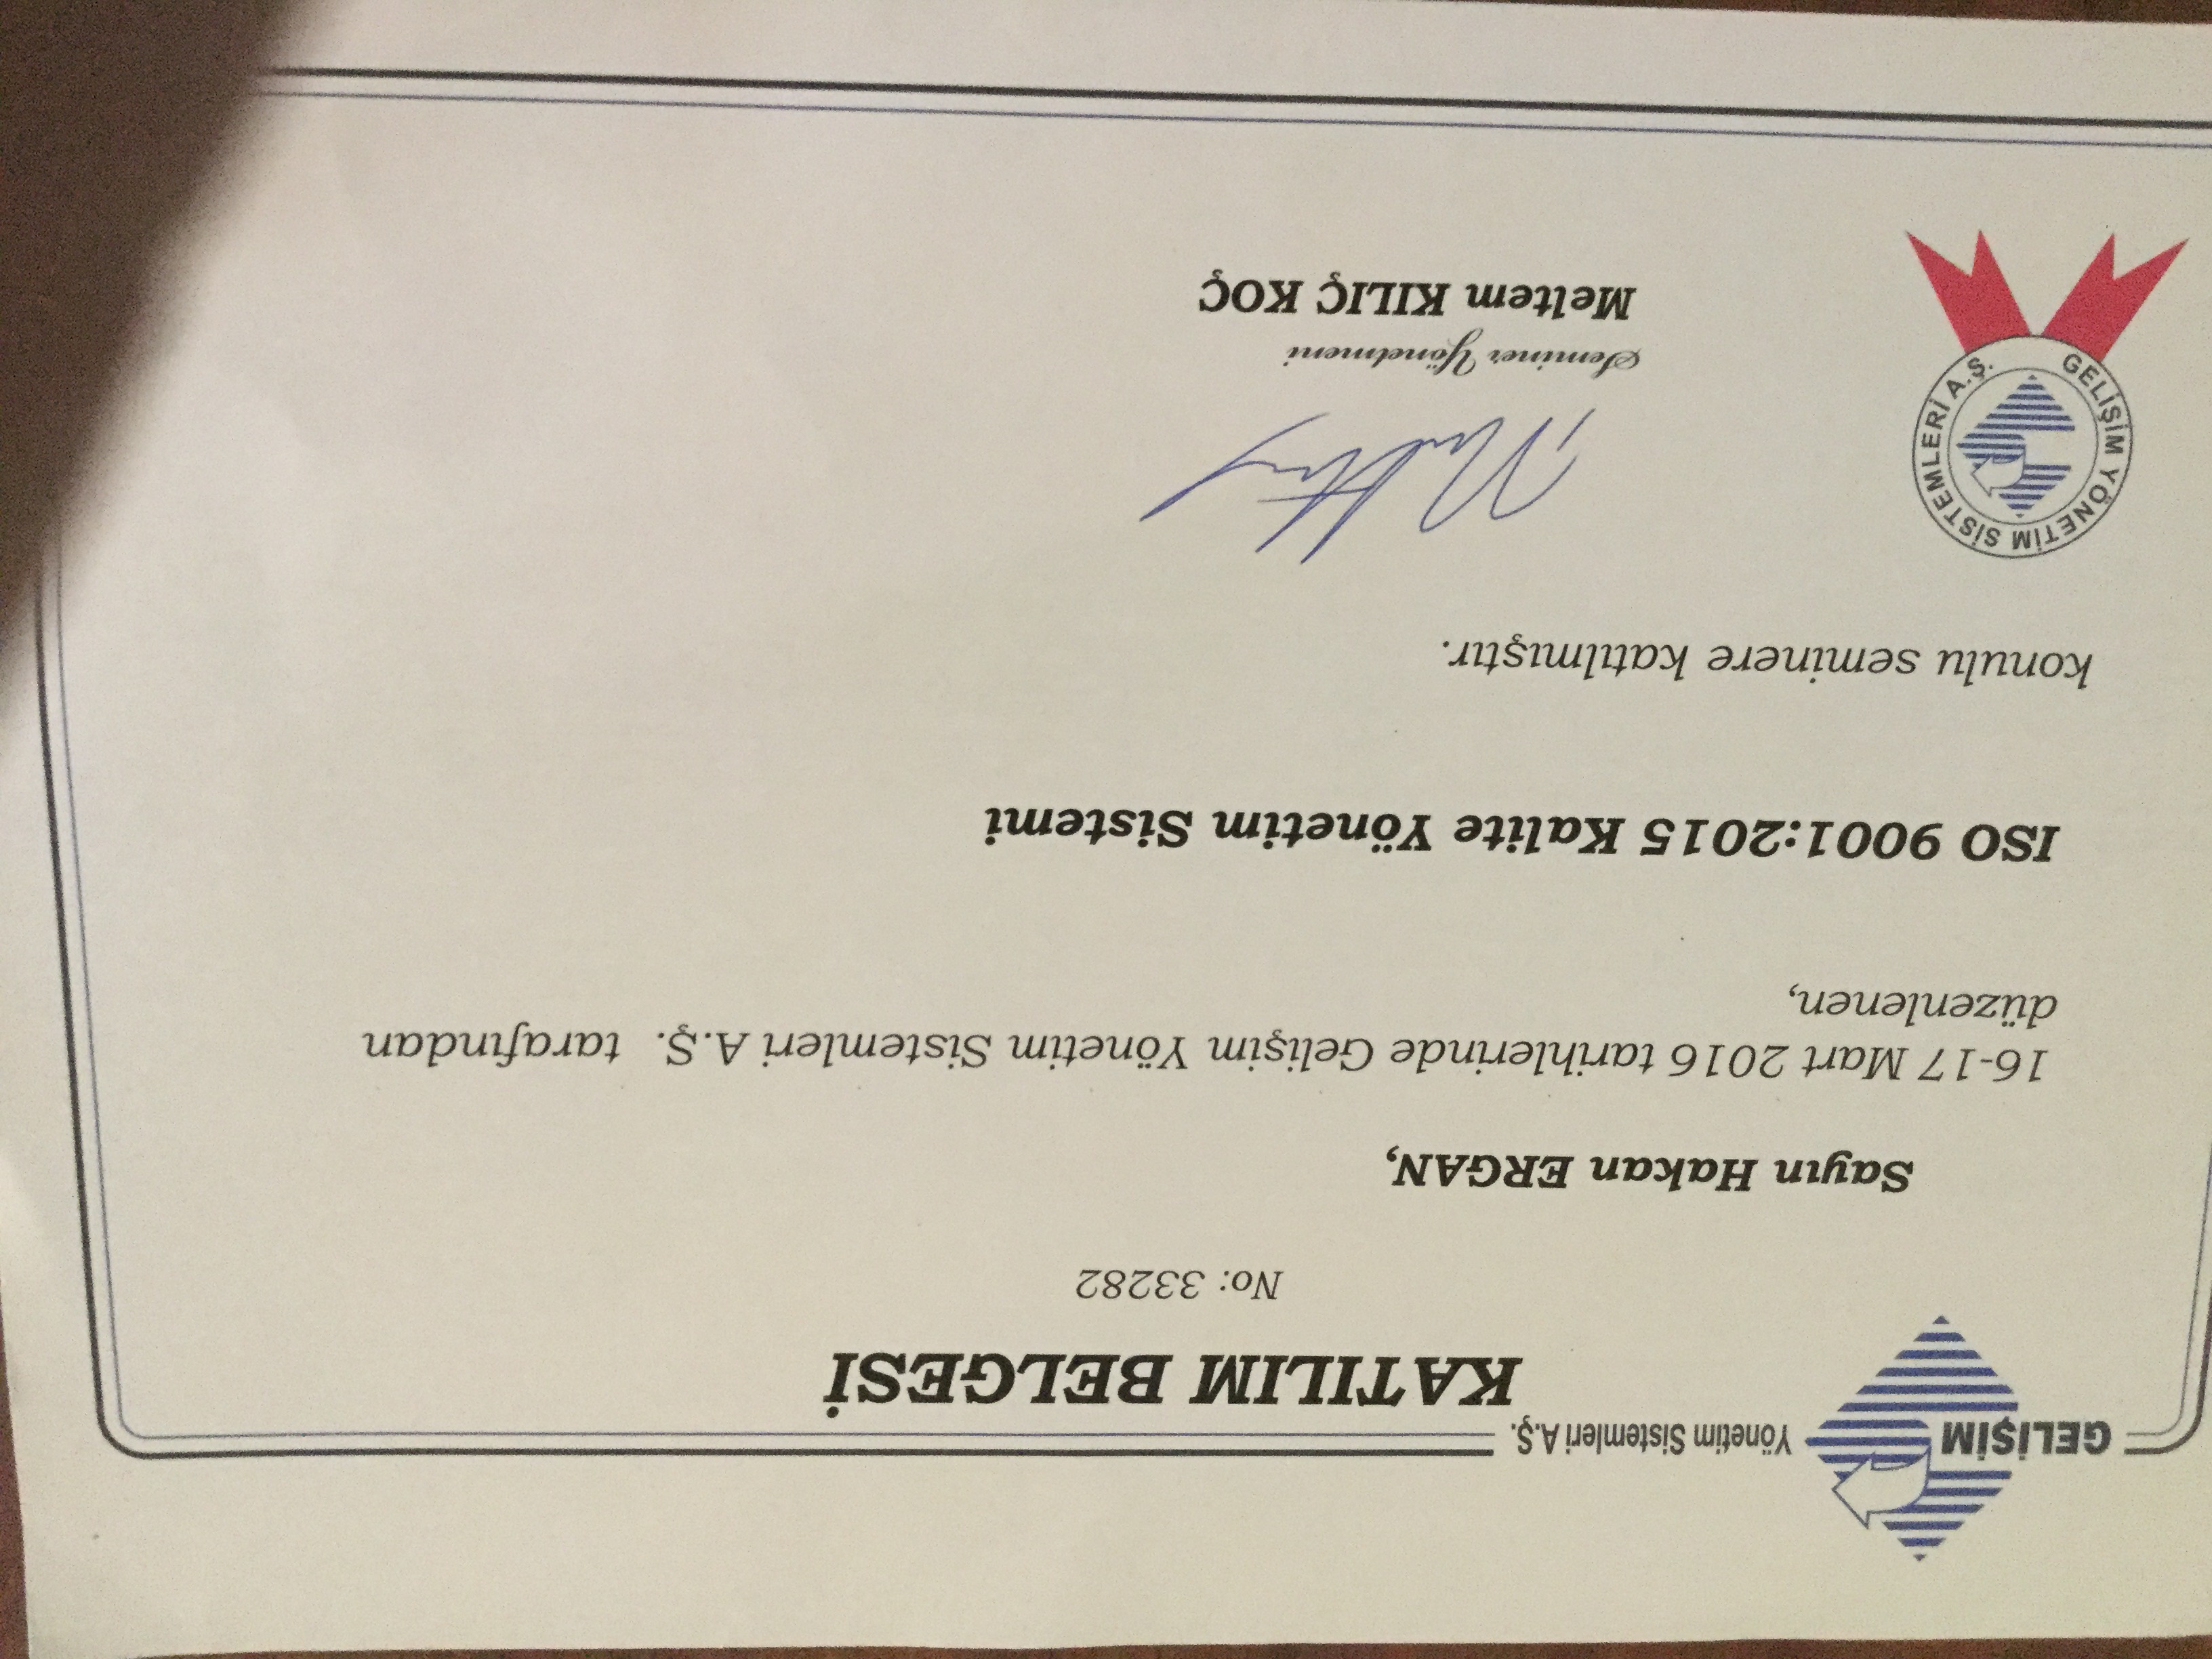 GELİŞİM Yönetim Sistemleri A.Ş.
KATILIM BELGESİ
No: 33282
Sayın Hakan ERGAN,
16-17 Mart 2016 tarihlerinde Gelişim Yönetim Sistemleri A.Ş. tarafından
düzenlenen,
ISO 9001:2015 Kalite Yönetim Sistemi
konulu seminere katılmıştır.
GELİŞİM YÖNETİM SİSTEMLERİ A.Ş.
Seminer Yönetmeni
Meltem KILIÇ KOÇ